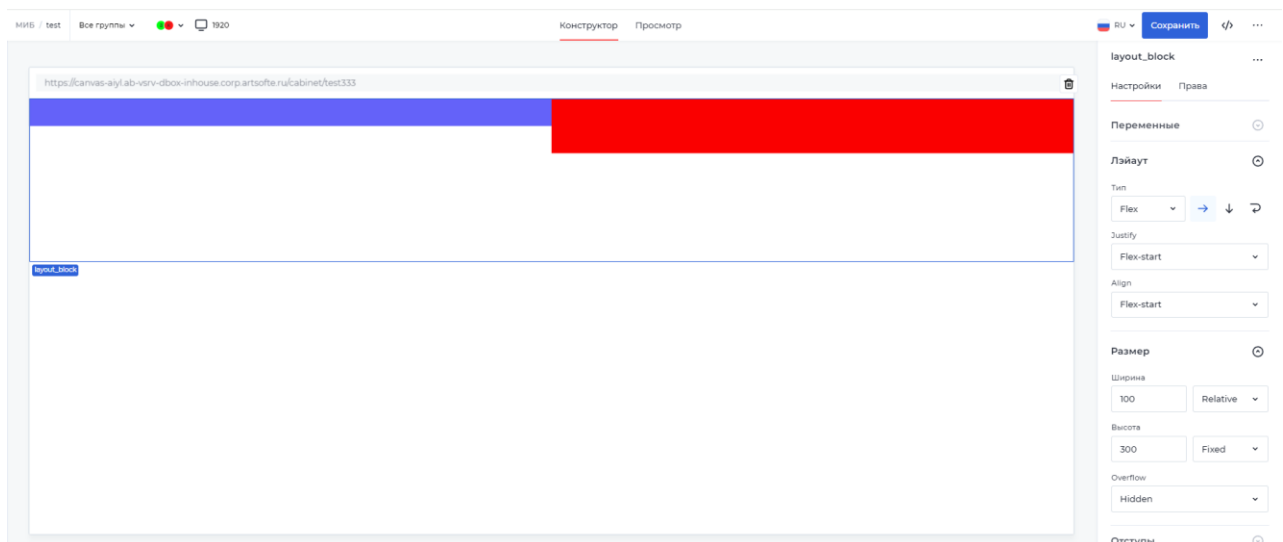 МИБ / test Все группы 1920 Конструктор Просмотр RU Сохранить </> ...
layout_block ...
https://canvas-aiyl.ab-vsrv-dbox-inhouse.corp.artsofte.ru/cabinet/test333
Настройки Права
Переменные
Лэйаут
Тип
Flex
Justify
Flex-start
layout_block
Align
Flex-start
Размер
Ширина
100 Relative
Высота
300 Fixed
Overflow
Hidden
Отступы